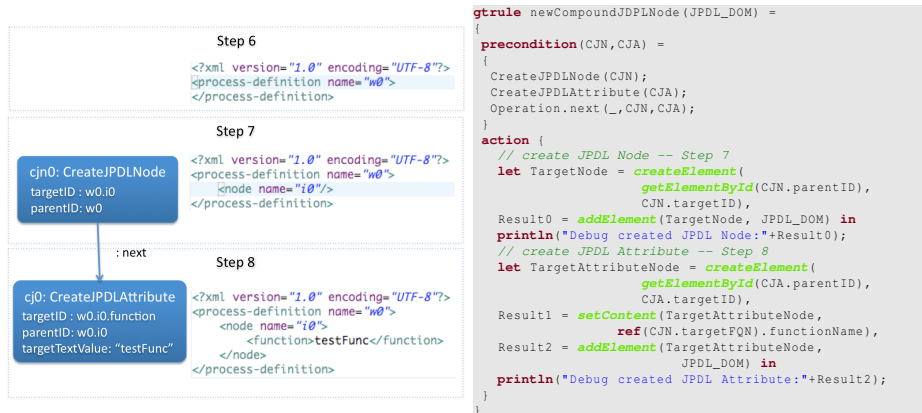 Step 6
<?xml version="1.0" encoding="UTF-8"?>
<process-definition name="w0">
</process-definition>
Step 7
cjn0: CreateJPDLNode
targetID : w0.i0
parentID: w0
<?xml version="1.0" encoding="UTF-8"?>
<process-definition name="w0">
<node name="i0"/>
</process-definition>
: next
Step 8
cj0: CreateJPDLAttribute
targetID : w0.i0.function
parentID: w0.i0
targetTextValue: “testFunc”
<?xml version="1.0" encoding="UTF-8"?>
<process-definition name="w0">
<node name="i0">
<function>testFunc</function>
</node>
</process-definition>
gtrule newCompoundJDPLNode(JPDL_DOM) =
{
precondition(CJN,CJA) =
{
CreateJPDLNode(CJN);
CreateJPDLAttribute(CJA);
Operation.next(_,CJN,CJA);
}
action {
// create JPDL Node -- Step 7
let TargetNode = createElement(
getElementById(CJN.parentID),
CJN.targetID),
Result0 = addElement(TargetNode, JPDL_DOM) in
println("Debug created JPDL Node:"+Result0);
// create JPDL Attribute -- Step 8
let TargetAttributeNode = createElement(
getElementById(CJA.parentID),
CJA.targetID),
Result1 = setContent(TargetAttributeNode,
ref(CJN.targetFQN).functionName),
Result2 = addElement(TargetAttributeNode,
JPDL_DOM) in
println("Debug created JPDL Attribute:"+Result2);
}
}